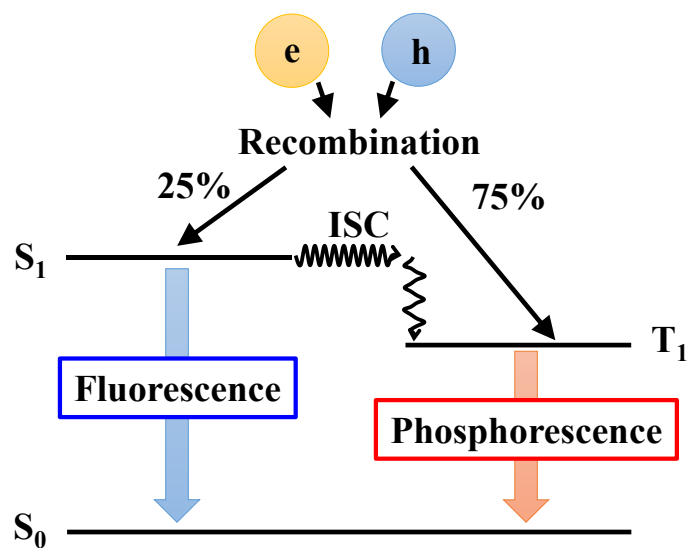 e
h
Recombination
25%
75%
ISC
S₁
T₁
Fluorescence
Phosphorescence
S₀